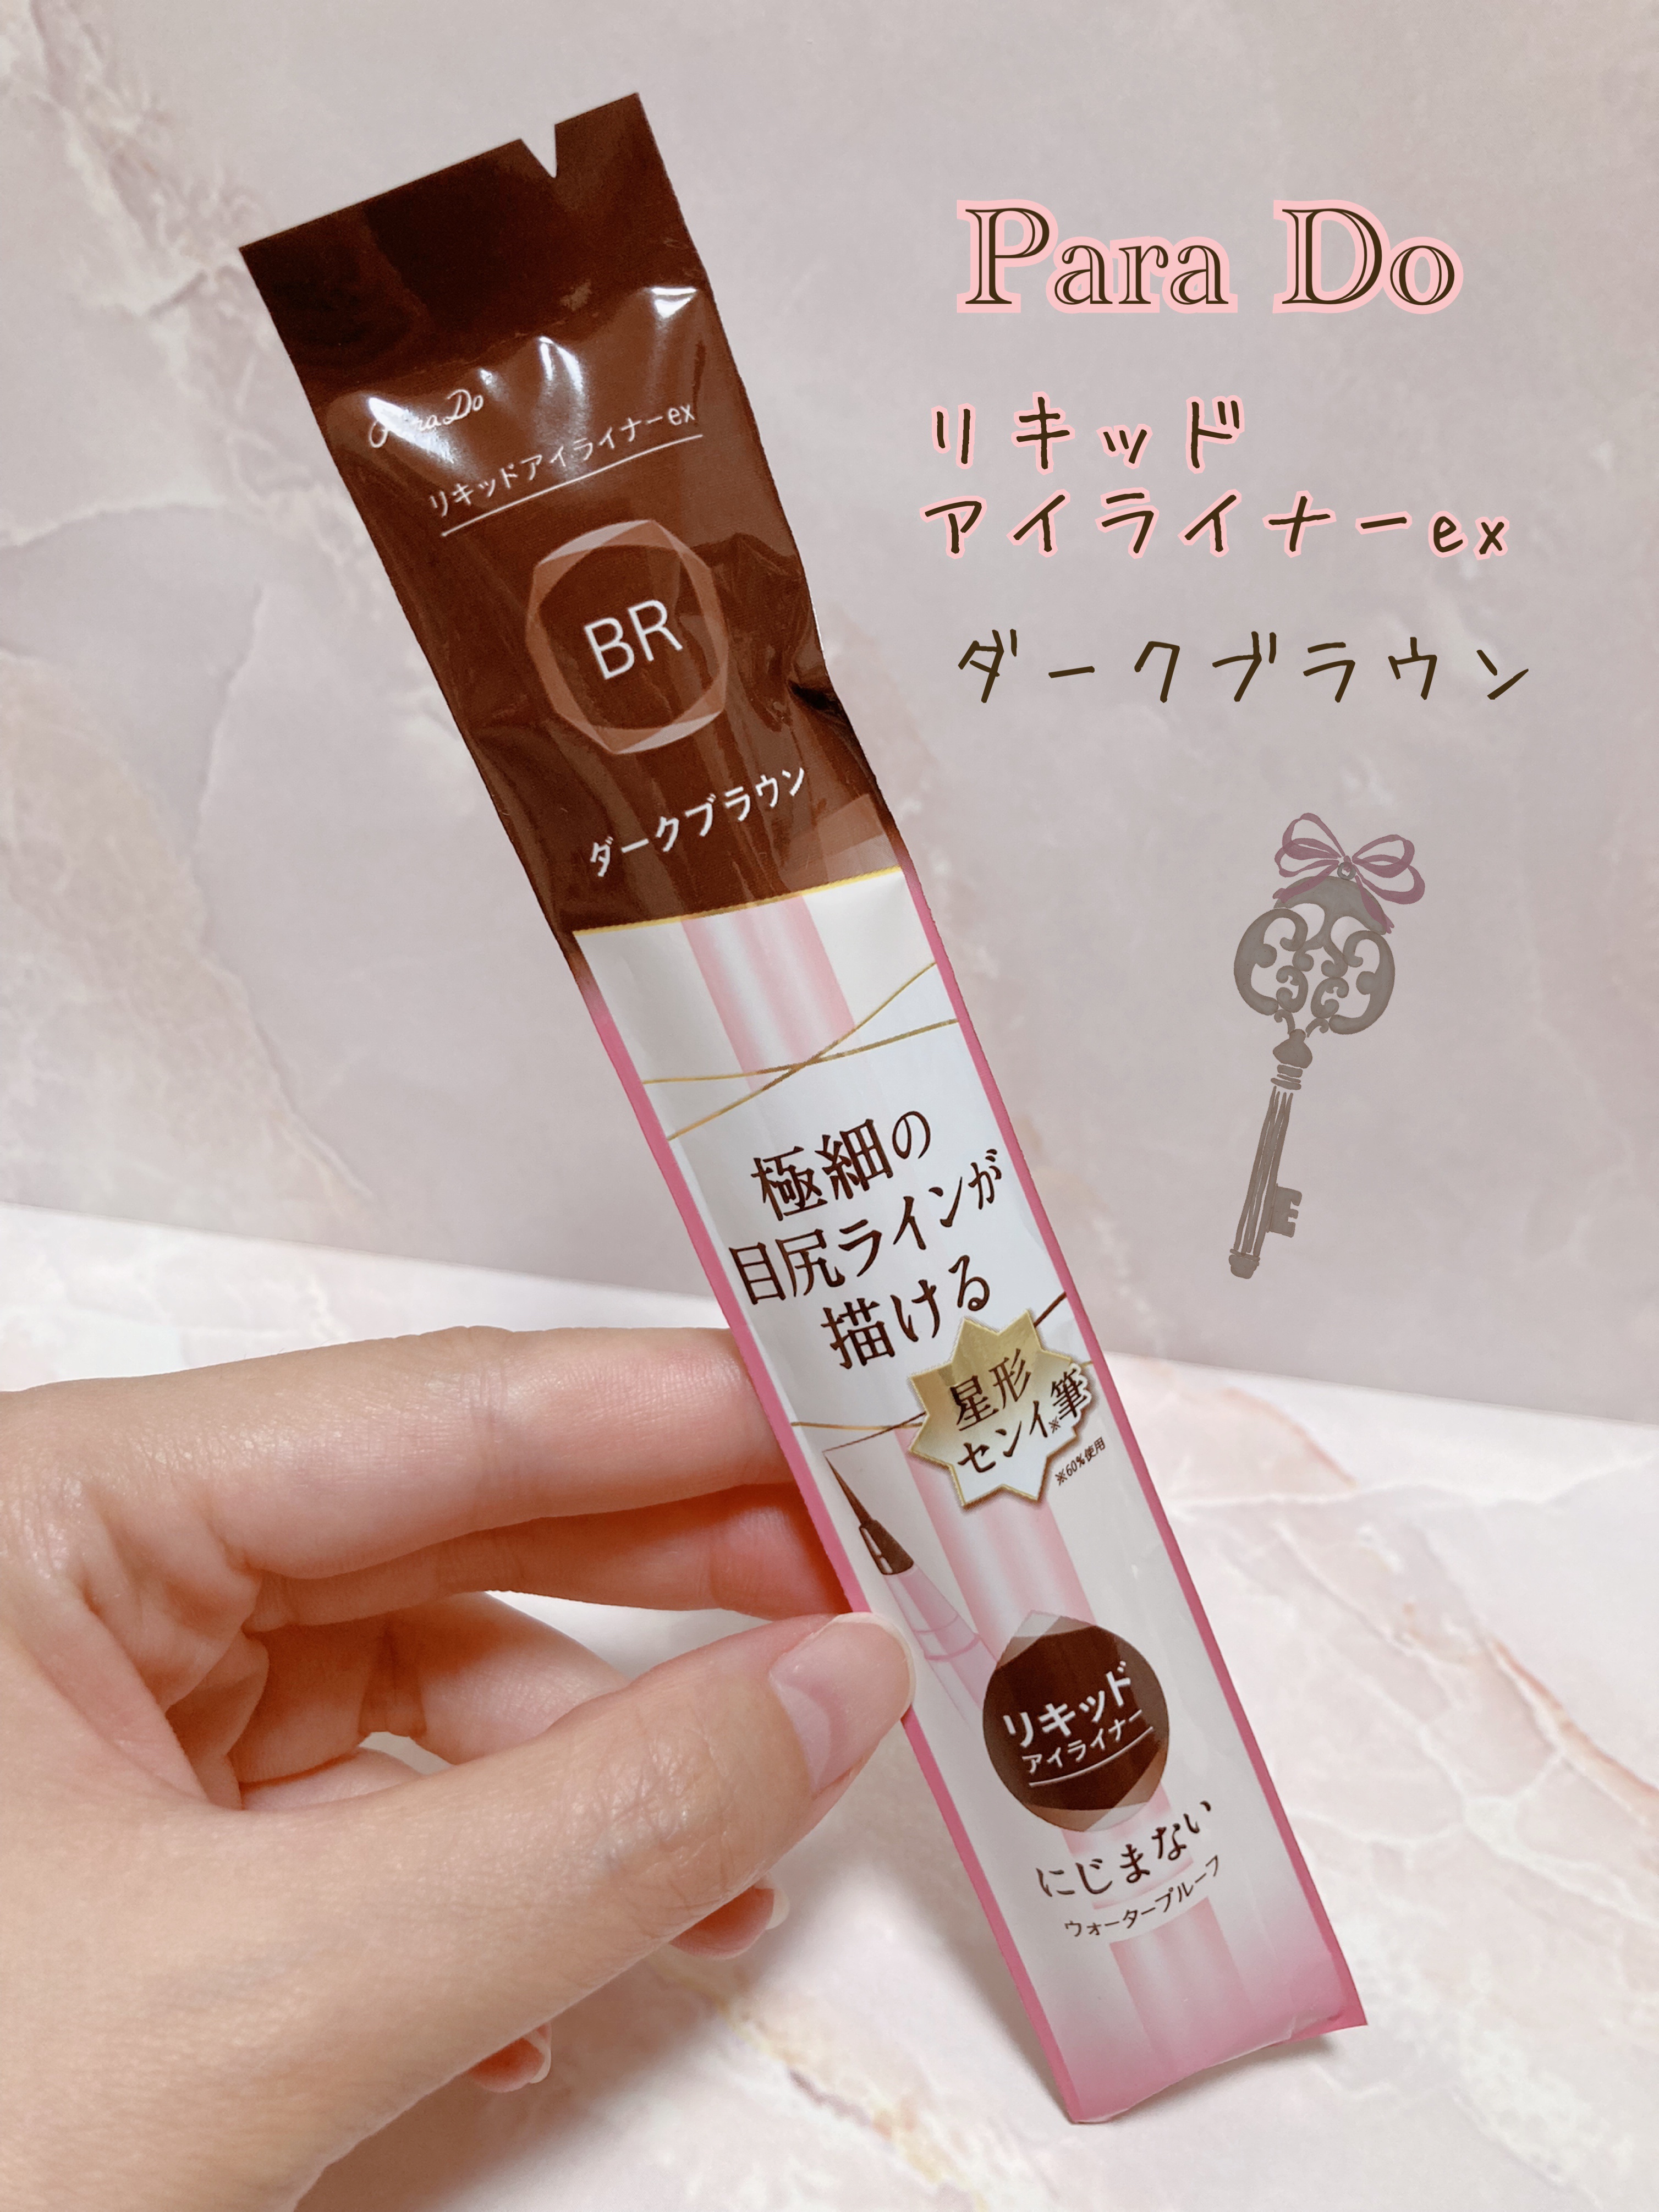 Para Do
リキッド
アイライナーex
ダークブラウン
ParaDo
リキッドアイライナーex
BR
ダークブラウン
極細の
目尻ラインが
描ける
星形
センイ※筆
※60%使用
リキッド
アイライナー
にじまない
ウォータープルーフ